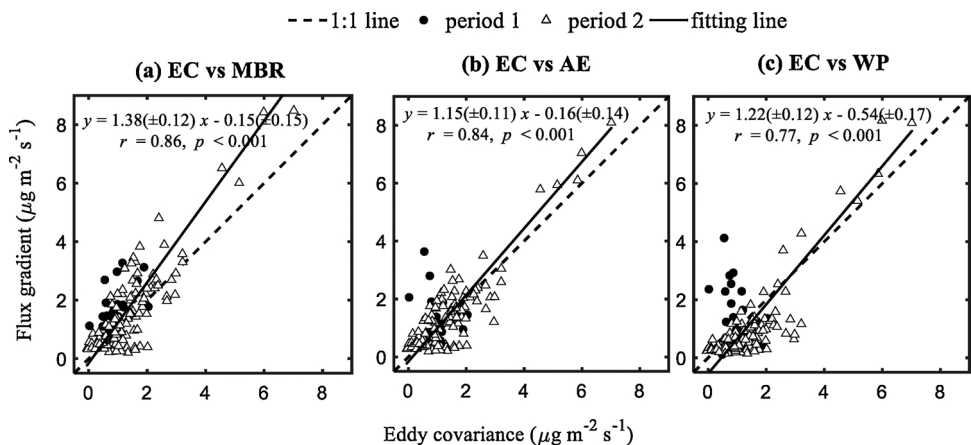 1:1 line period 1 period 2 fitting line
(a) EC vs MBR (b) EC vs AE (c) EC vs WP
Flux gradient (μg m⁻² s⁻¹)
y = 1.38(±0.12) x - 0.15(±0.15)
r = 0.86, p < 0.001
8
6
4
2
0
0 2 4 6 8
y = 1.15(±0.11) x - 0.16(±0.14)
r = 0.84, p < 0.001
8
6
4
2
0
0 2 4 6 8
y = 1.22(±0.12) x - 0.54(±0.17)
r = 0.77, p < 0.001
8
6
4
2
0
0 2 4 6 8
Eddy covariance (μg m⁻² s⁻¹)